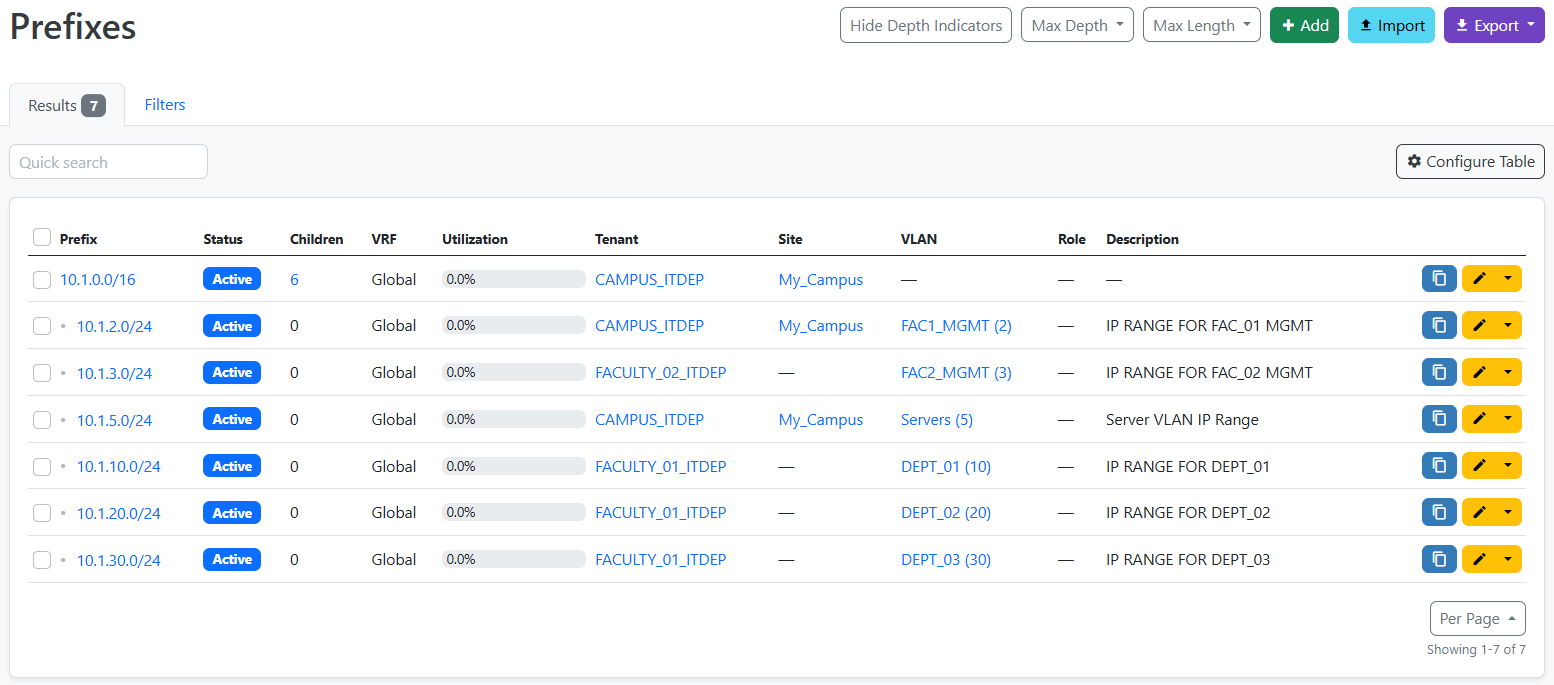 Prefixes
Hide Depth Indicators Max Depth Max Length Add Import Export
Results 7 Filters
Quick search Configure Table
Prefix Status Children VRF Utilization Tenant Site VLAN Role Description
10.1.0.0/16 Active 6 Global 0.0% CAMPUS_ITDEP My_Campus — — —
10.1.2.0/24 Active 0 Global 0.0% CAMPUS_ITDEP My_Campus FAC1_MGMT (2) — IP RANGE FOR FAC_01 MGMT
10.1.3.0/24 Active 0 Global 0.0% FACULTY_02_ITDEP — FAC2_MGMT (3) — IP RANGE FOR FAC_02 MGMT
10.1.5.0/24 Active 0 Global 0.0% CAMPUS_ITDEP My_Campus Servers (5) — Server VLAN IP Range
10.1.10.0/24 Active 0 Global 0.0% FACULTY_01_ITDEP — DEPT_01 (10) — IP RANGE FOR DEPT_01
10.1.20.0/24 Active 0 Global 0.0% FACULTY_01_ITDEP — DEPT_02 (20) — IP RANGE FOR DEPT_02
10.1.30.0/24 Active 0 Global 0.0% FACULTY_01_ITDEP — DEPT_03 (30) — IP RANGE FOR DEPT_03
Per Page
Showing 1-7 of 7